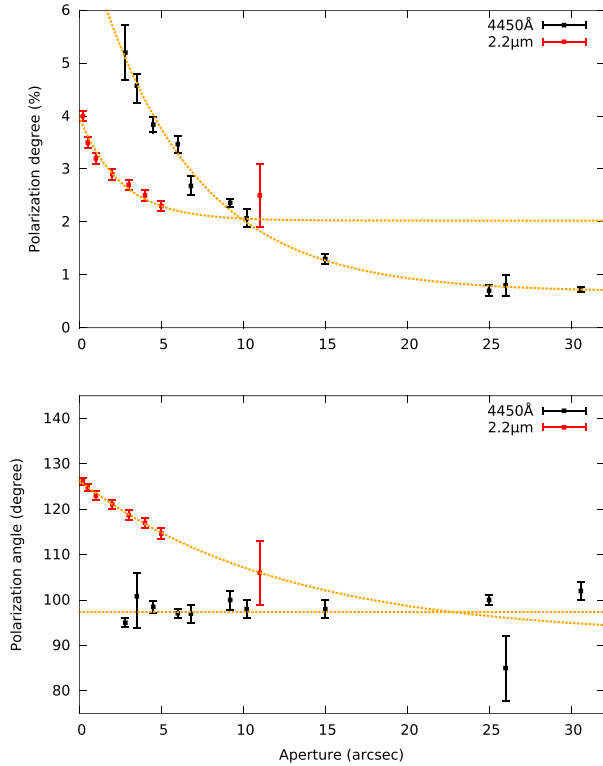 6
5
4
3
2
1
0
Polarization degree (%)
4450Å
2.2μm
0 5 10 15 20 25 30
140
130
120
110
100
90
80
Polarization angle (degree)
4450Å
2.2μm
0 5 10 15 20 25 30
Aperture (arcsec)